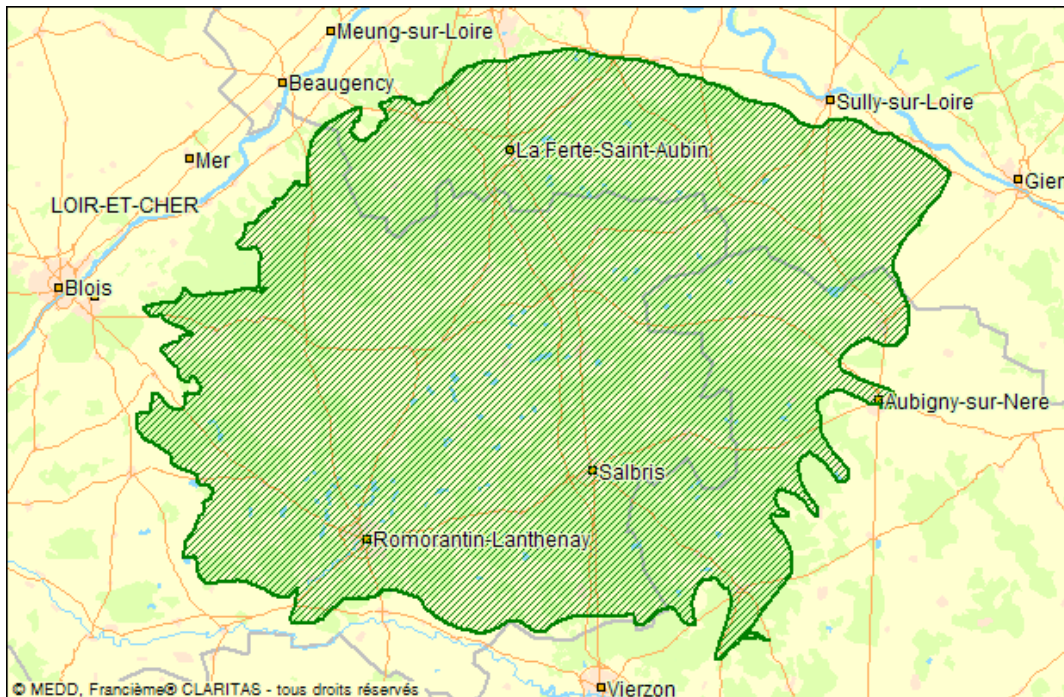 Meung-sur-Loire
Beaugency
Sully-sur-Loire
La Ferte-Saint-Aubin
Mer
Gien
LOIR-ET-CHER
Blois
Aubigny-sur-Nere
Salbris
Romorantin-Lanthenay
© MEDD, Francième® CLARITAS - tous droits réservés
Vierzon